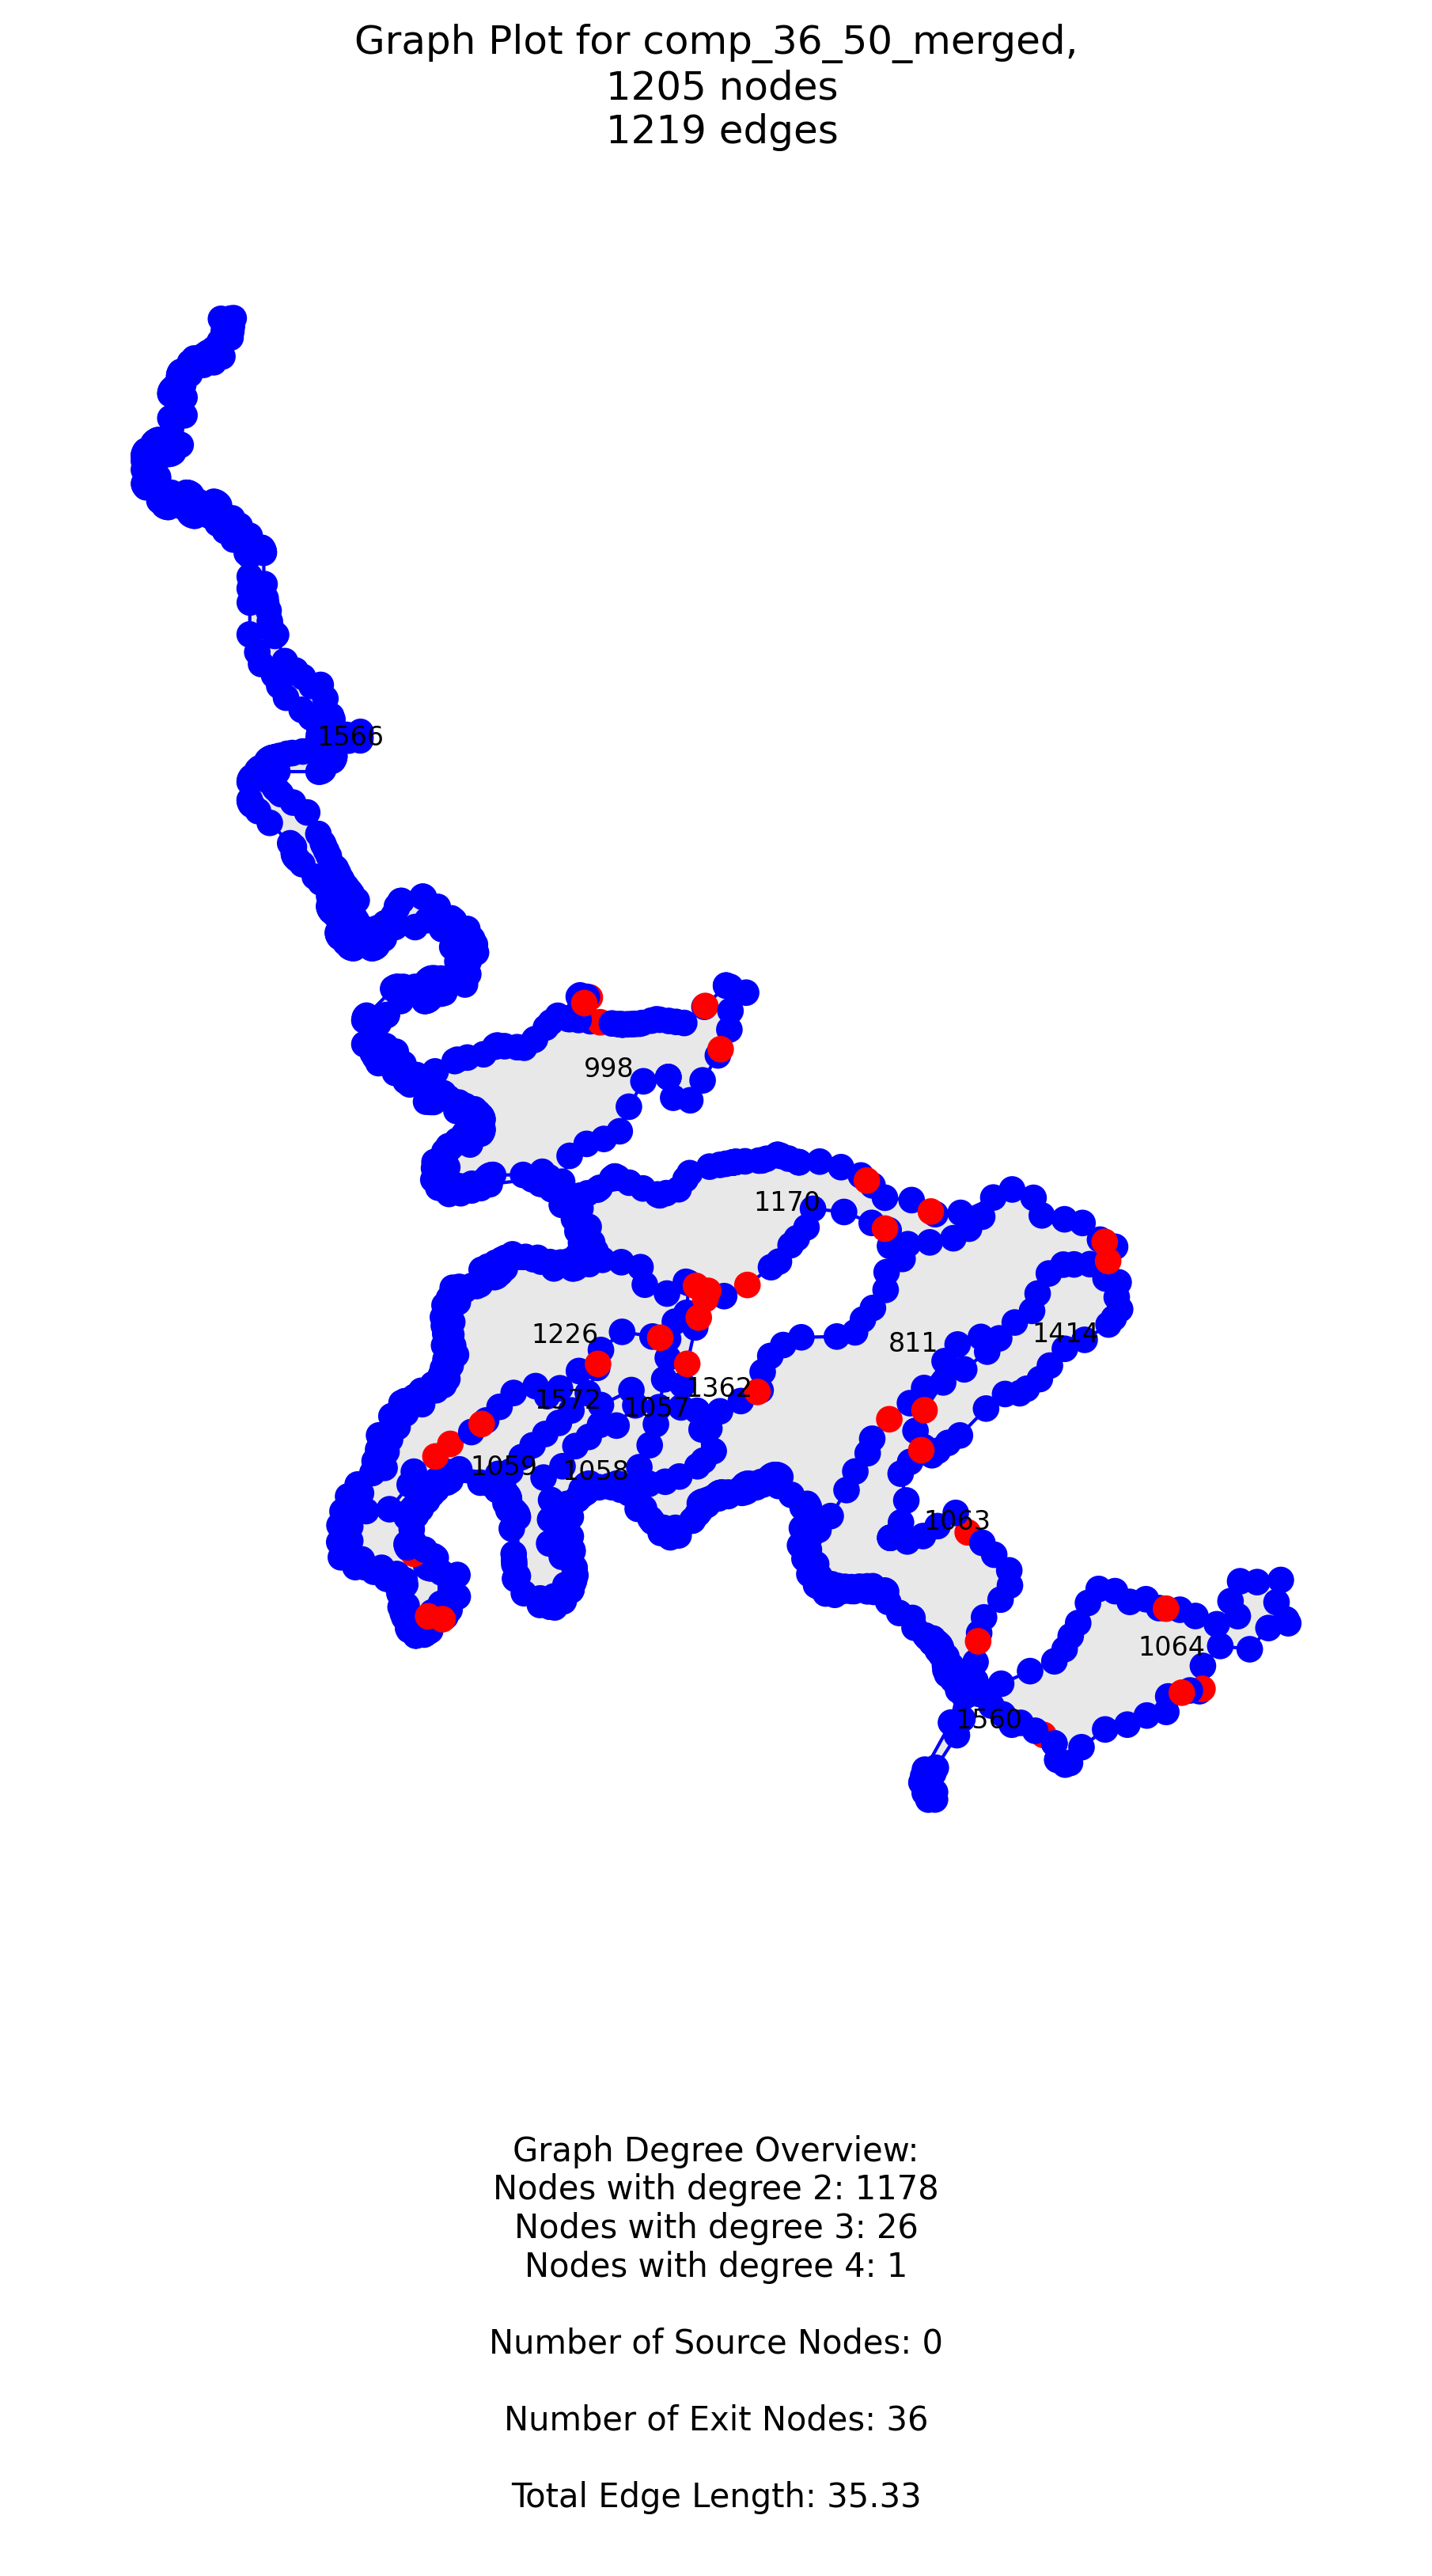 Graph Plot for comp_36_50_merged,
1205 nodes
1219 edges
1566
998
1170
1226
811
1414
1362
1572
1057
1059
1058
1063
1064
1560
Graph Degree Overview:
Nodes with degree 2: 1178
Nodes with degree 3: 26
Nodes with degree 4: 1
Number of Source Nodes: 0
Number of Exit Nodes: 36
Total Edge Length: 35.33